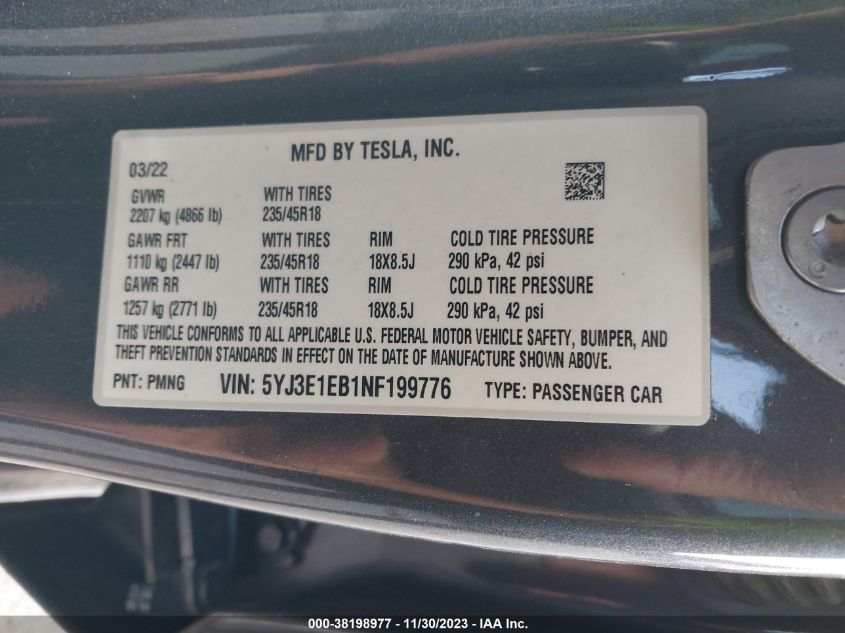 MFD BY TESLA, INC.
03/22
GVWR WITH TIRES
2207 kg (4866 lb) 235/45R18
GAWR FRT WITH TIRES RIM COLD TIRE PRESSURE
1110 kg (2447 lb) 235/45R18 18X8.5J 290 kPa, 42 psi
GAWR RR WITH TIRES RIM COLD TIRE PRESSURE
1257 kg (2771 lb) 235/45R18 18X8.5J 290 kPa, 42 psi
THIS VEHICLE CONFORMS TO ALL APPLICABLE U.S. FEDERAL MOTOR VEHICLE SAFETY, BUMPER, AND
THEFT PREVENTION STANDARDS IN EFFECT ON THE DATE OF MANUFACTURE SHOWN ABOVE.
PNT: PMNG VIN: 5YJ3E1EB1NF199776 TYPE: PASSENGER CAR
000-38198977 - 11/30/2023 - IAA Inc.